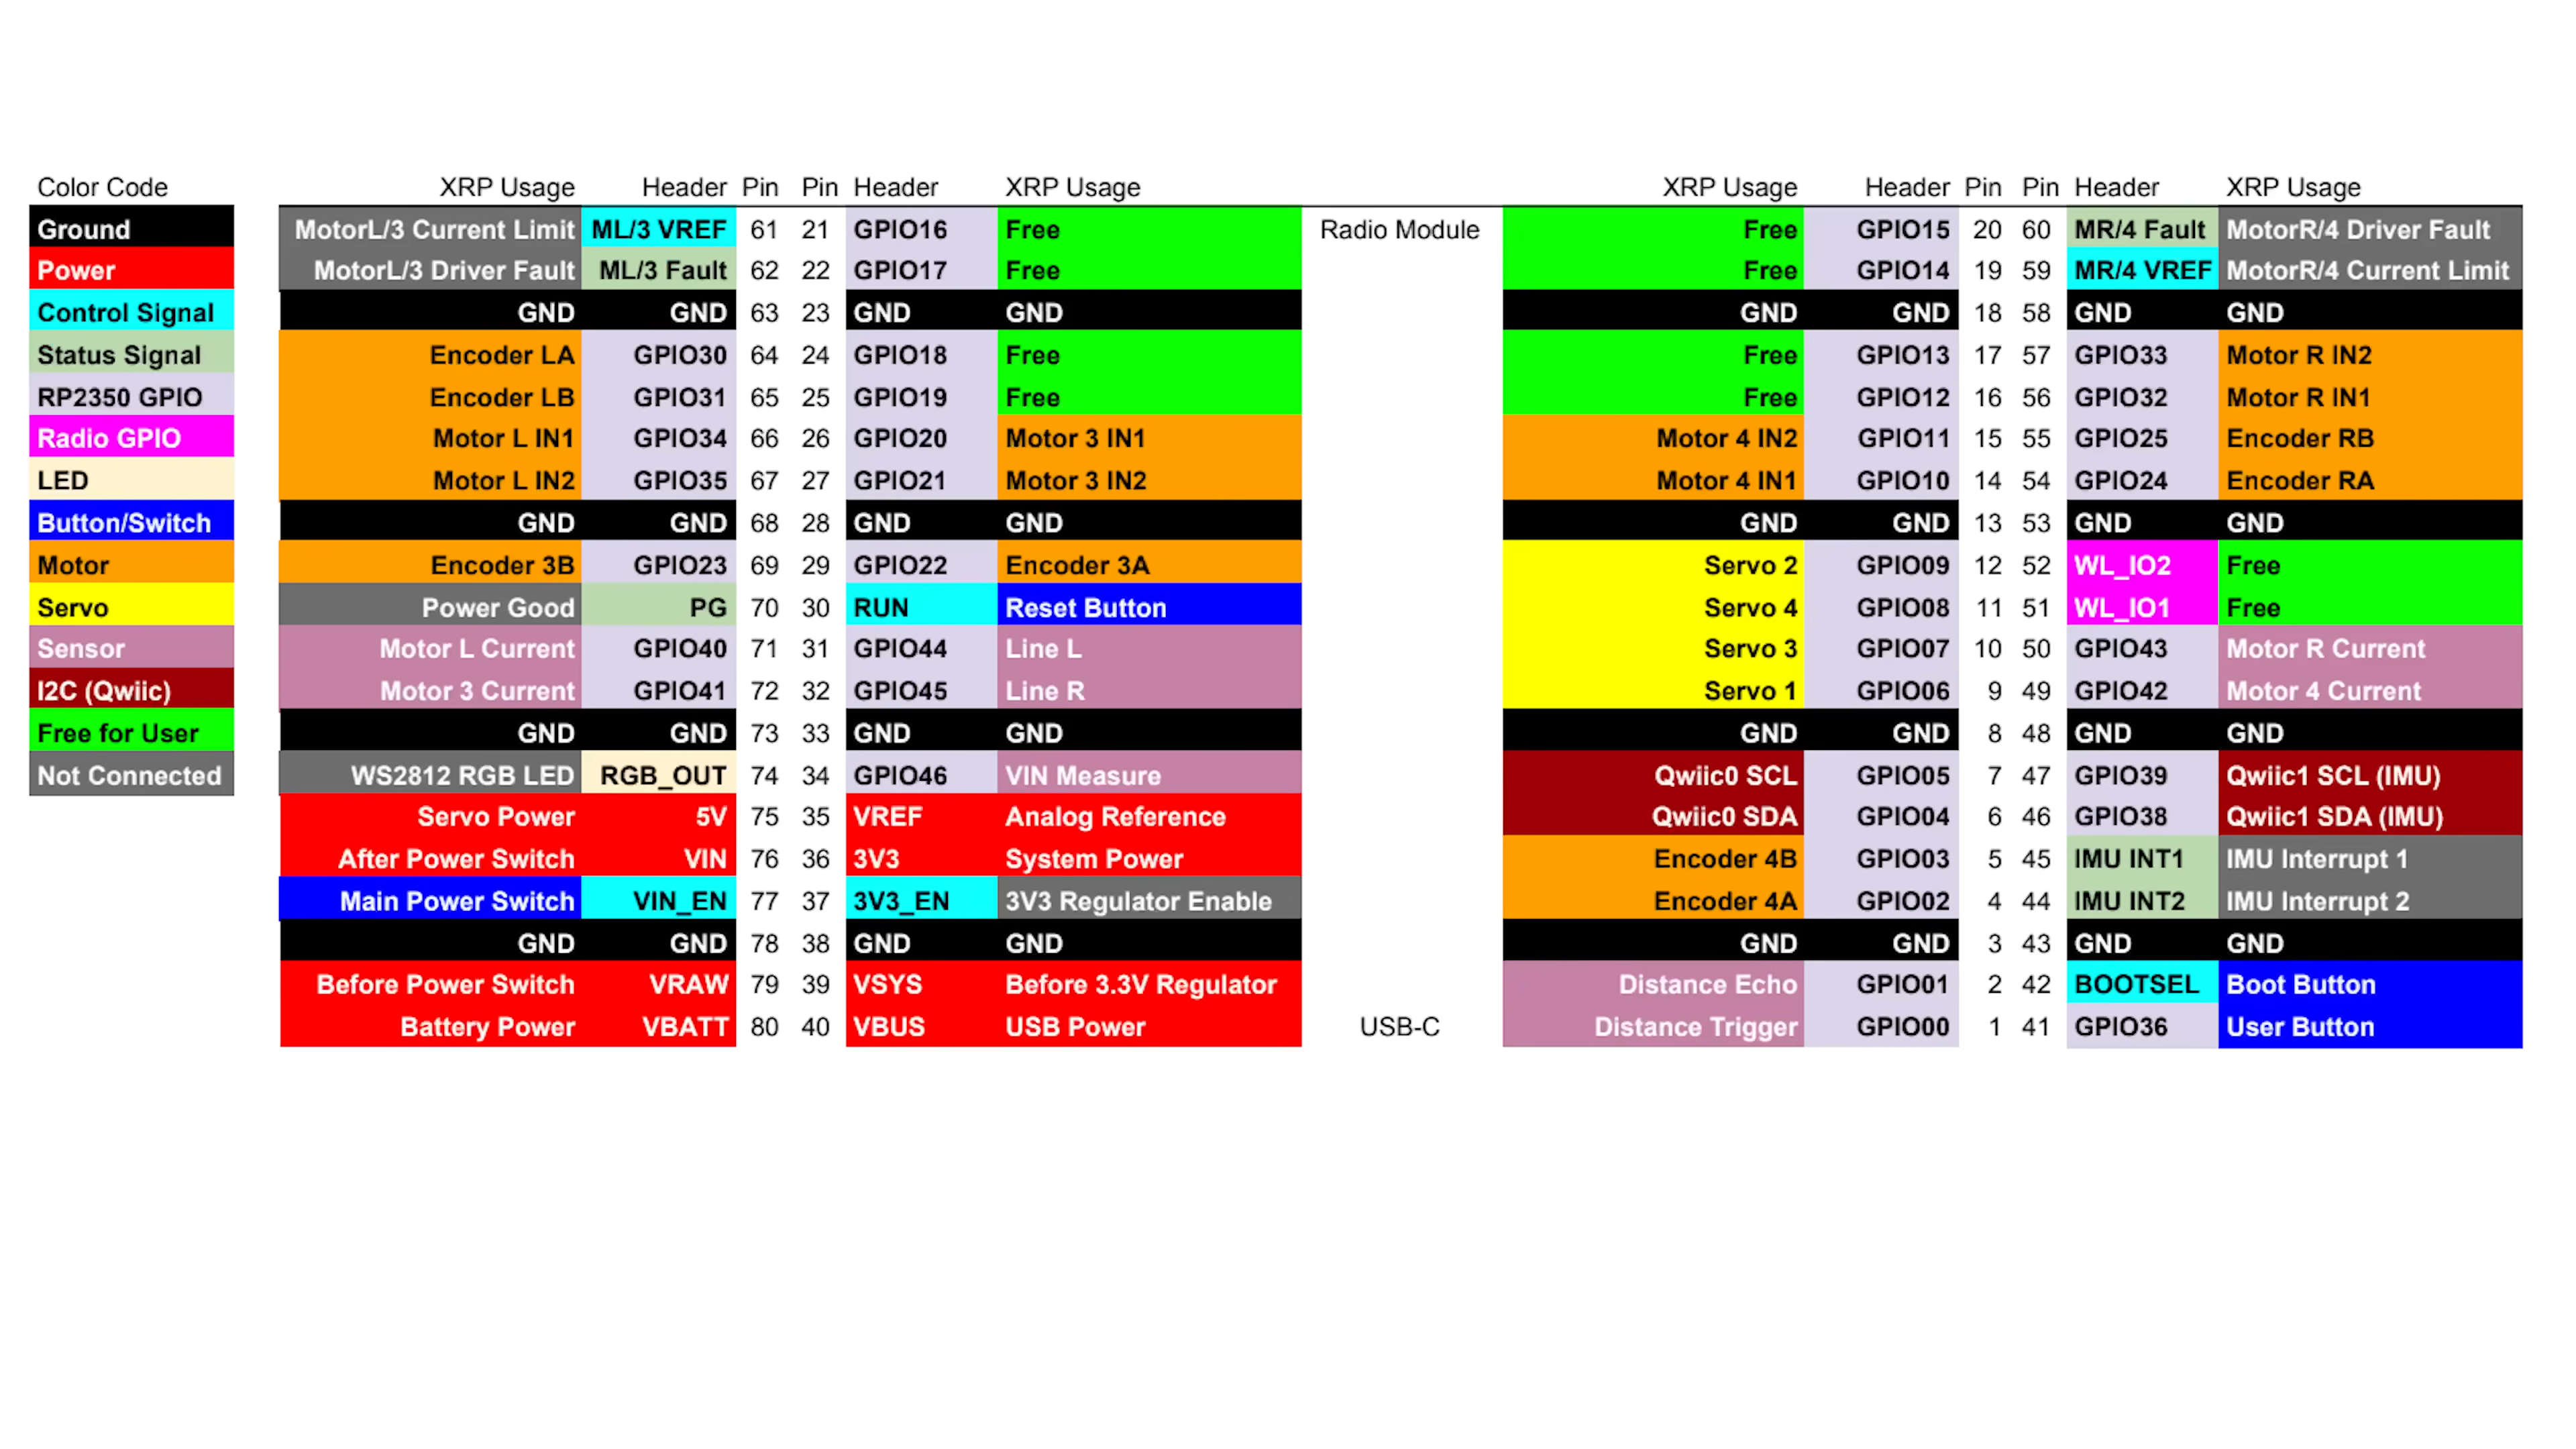 Color Code XRP Usage Header Pin Pin Header XRP Usage XRP Usage Header Pin Pin Header XRP Usage
Ground MotorL/3 Current Limit ML/3 VREF 61 21 GPIO16 Free Radio Module Free GPIO15 20 60 MR/4 Fault MotorR/4 Driver Fault
Power MotorL/3 Driver Fault ML/3 Fault 62 22 GPIO17 Free Free GPIO14 19 59 MR/4 VREF MotorR/4 Current Limit
Control Signal GND GND 63 23 GND GND GND GND 18 58 GND GND
Status Signal Encoder LA GPIO30 64 24 GPIO18 Free Free GPIO13 17 57 GPIO33 Motor R IN2
RP2350 GPIO Encoder LB GPIO31 65 25 GPIO19 Free Free GPIO12 16 56 GPIO32 Motor R IN1
Radio GPIO Motor L IN1 GPIO34 66 26 GPIO20 Motor 3 IN1 Motor 4 IN2 GPIO11 15 55 GPIO25 Encoder RB
LED Motor L IN2 GPIO35 67 27 GPIO21 Motor 3 IN2 Motor 4 IN1 GPIO10 14 54 GPIO24 Encoder RA
Button/Switch GND GND 68 28 GND GND GND GND 13 53 GND GND
Motor Encoder 3B GPIO23 69 29 GPIO22 Encoder 3A Servo 2 GPIO09 12 52 WL_IO2 Free
Servo Power Good PG 70 30 RUN Reset Button Servo 4 GPIO08 11 51 WL_IO1 Free
Sensor Motor L Current GPIO40 71 31 GPIO44 Line L Servo 3 GPIO07 10 50 GPIO43 Motor R Current
I2C (Qwiic) Motor 3 Current GPIO41 72 32 GPIO45 Line R Servo 1 GPIO06 9 49 GPIO42 Motor 4 Current
Free for User GND GND 73 33 GND GND GND GND 8 48 GND GND
Not Connected WS2812 RGB LED RGB_OUT 74 34 GPIO46 VIN Measure Qwiic0 SCL GPIO05 7 47 GPIO39 Qwiic1 SCL (IMU)
Servo Power 5V 75 35 VREF Analog Reference Qwiic0 SDA GPIO04 6 46 GPIO38 Qwiic1 SDA (IMU)
After Power Switch VIN 76 36 3V3 System Power Encoder 4B GPIO03 5 45 IMU INT1 IMU Interrupt 1
Main Power Switch VIN_EN 77 37 3V3_EN 3V3 Regulator Enable Encoder 4A GPIO02 4 44 IMU INT2 IMU Interrupt 2
GND GND 78 38 GND GND GND GND 3 43 GND GND
Before Power Switch VRAW 79 39 VSYS Before 3.3V Regulator Distance Echo GPIO01 2 42 BOOTSEL Boot Button
Battery Power VBATT 80 40 VBUS USB Power USB-C Distance Trigger GPIO00 1 41 GPIO36 User Button